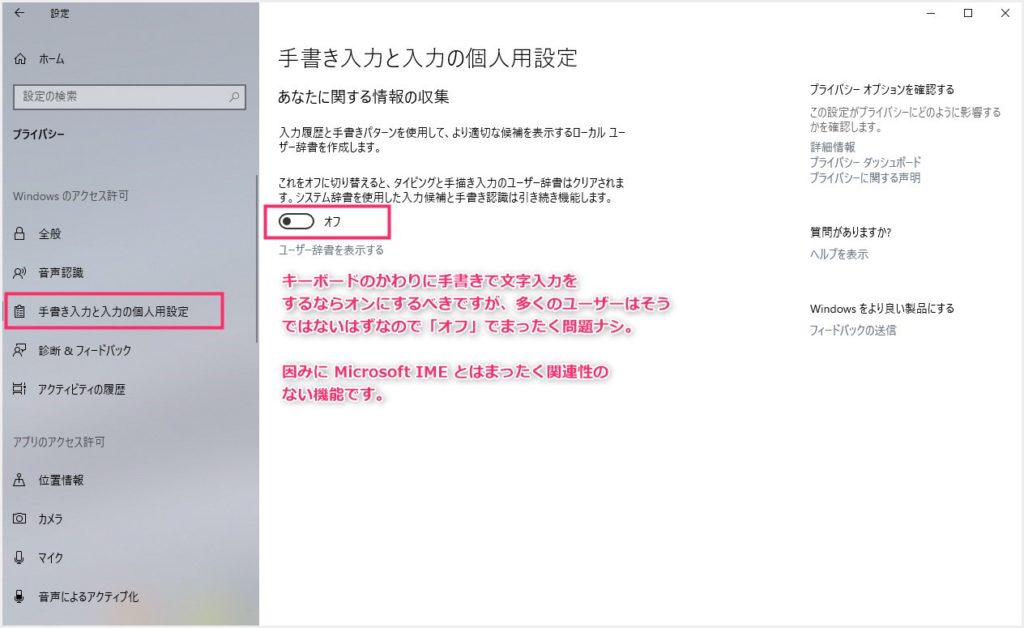 設定
ホーム
設定の検索
プライバシー
Windows のアクセス許可
全般
音声認識
手書き入力と入力の個人用設定
診断 & フィードバック
アクティビティの履歴
アプリのアクセス許可
位置情報
カメラ
マイク
音声によるアクティブ化
手書き入力と入力の個人用設定
あなたに関する情報の収集
入力履歴と手書きパターンを使用して、より適切な候補を表示するローカル ユー
ザー辞書を作成します。
これをオフに切り替えると、タイピングと手描き入力のユーザー辞書はクリアされま
す。システム辞書を使用した入力候補と手書き認識は引き続き機能します。
オフ
ユーザー辞書を表示する
キーボードのかわりに手書きで文字入力を
するならオンにするべきですが、多くのユーザーはそう
ではないはずなので「オフ」でまったく問題ナシ。
因みに Microsoft IME とはまったく関連性の
ない機能です。
プライバシー オプションを確認する
この設定がプライバシーにどのように影響する
かを確認します。
詳細情報
プライバシー ダッシュボード
プライバシーに関する声明
質問がありますか?
ヘルプを表示
Windows をより良い製品にする
フィードバックの送信